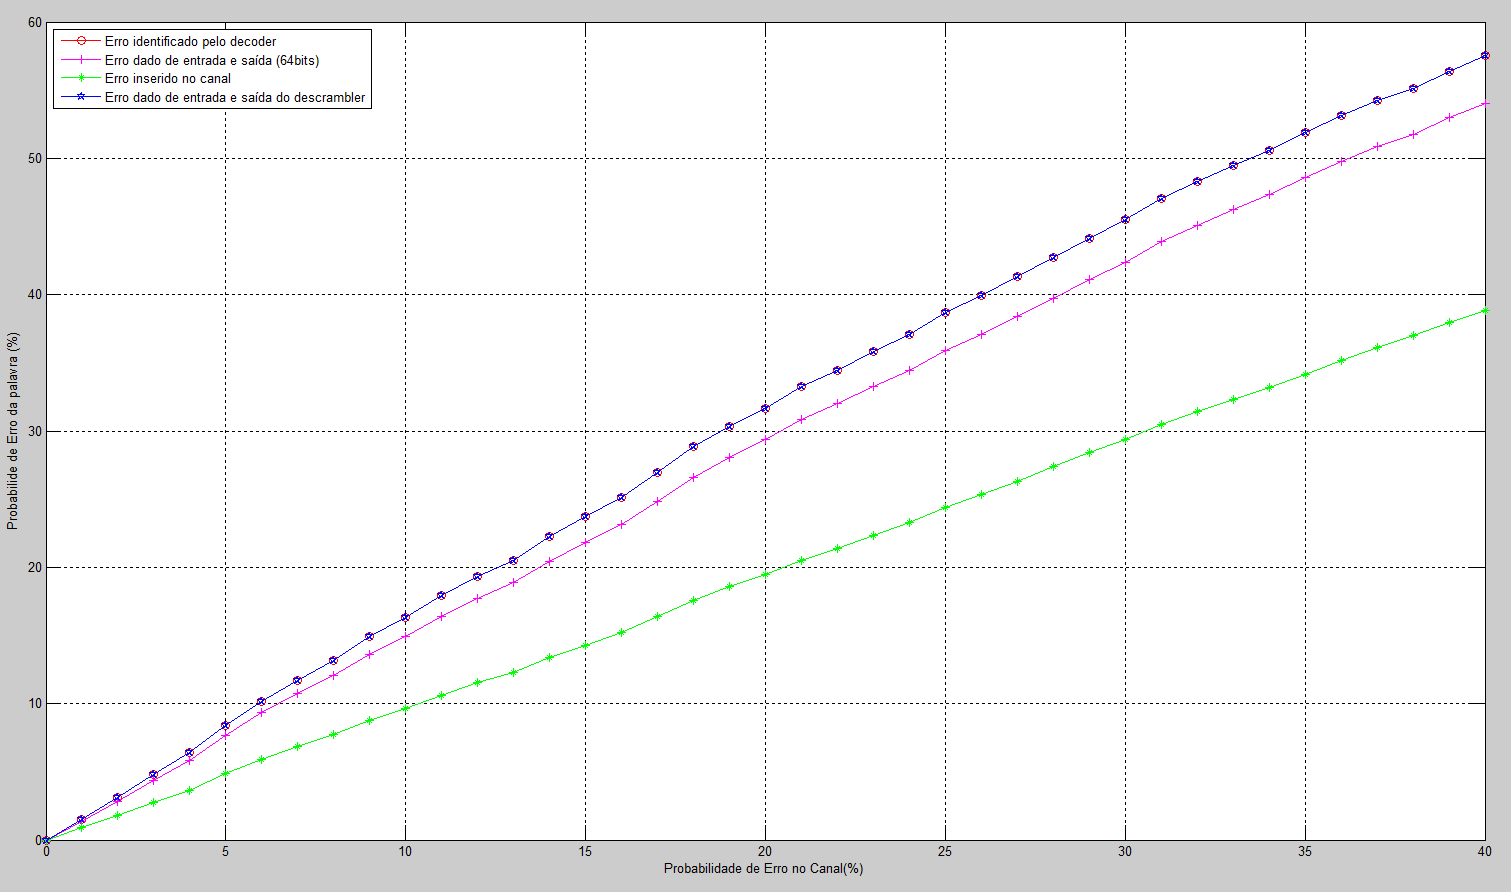 60
50
40
30
20
10
0
Erro identificado pelo decoder
Erro dado de entrada e saída (64bits)
Erro inserido no canal
Erro dado de entrada e saída do descrambler
Probabilide de Erro da palavra (%)
0 5 10 15 20 25 30 35 40
Probabilidade de Erro no Canal(%)